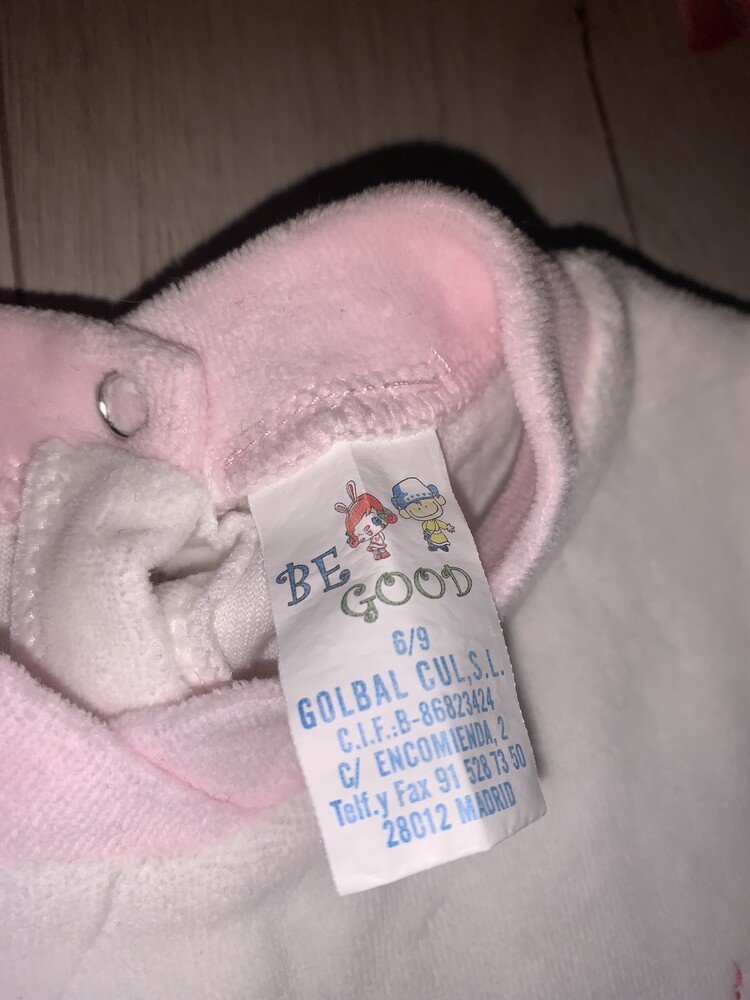 BE
GOOD
6/9
GOLBAL CUL,S.L.
C.I.F.:B-86823424
C/ ENCOMIENDA, 2
Telf.y Fax 91 528 73 50
28012 MADRID